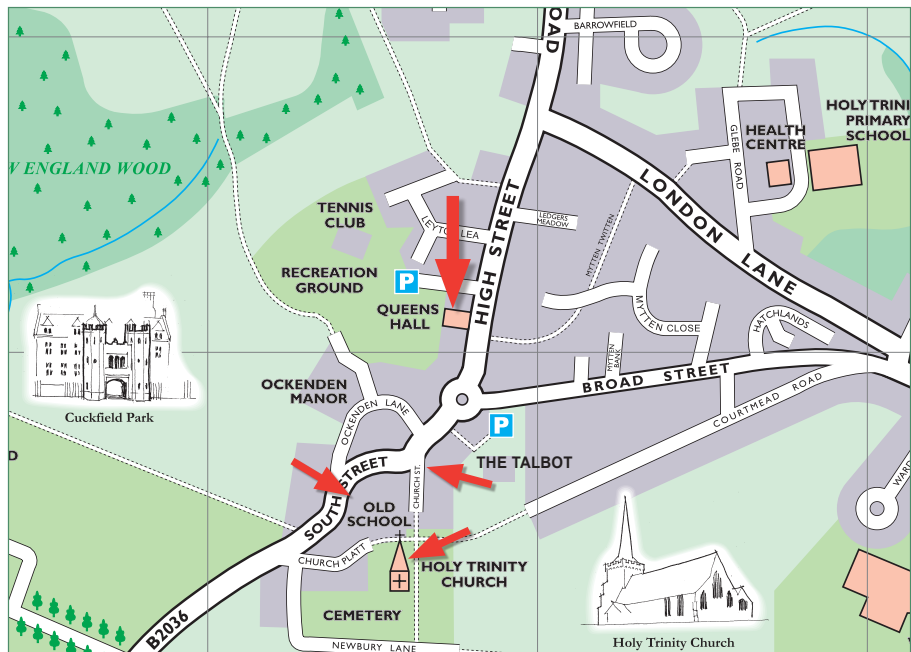 OAD
BARROWFIELD
HOLY TRINI
PRIMARY
SCHOOL
HEALTH
CENTRE
GLEBE ROAD
W ENGLAND WOOD
LONDON LANE
TENNIS
CLUB
LEYTON LEA
LEDGERS
MEADOW
MYTTEN TWITTEN
HIGH STREET
P
RECREATION
GROUND
QUEENS
HALL
MYTTEN CLOSE
HATCHLANDS
MYTTEN
BANK
BROAD STREET
COURTMEAD ROAD
Cuckfield Park
OCKENDEN
MANOR
OCKENDEN LANE
P
THE TALBOT
D
SOUTH STREET
CHURCH ST.
WARD
OLD
SCHOOL
CHURCH PLATT
HOLY TRINITY
CHURCH
CEMETERY
B2036
NEWBURY LANE
Holy Trinity Church